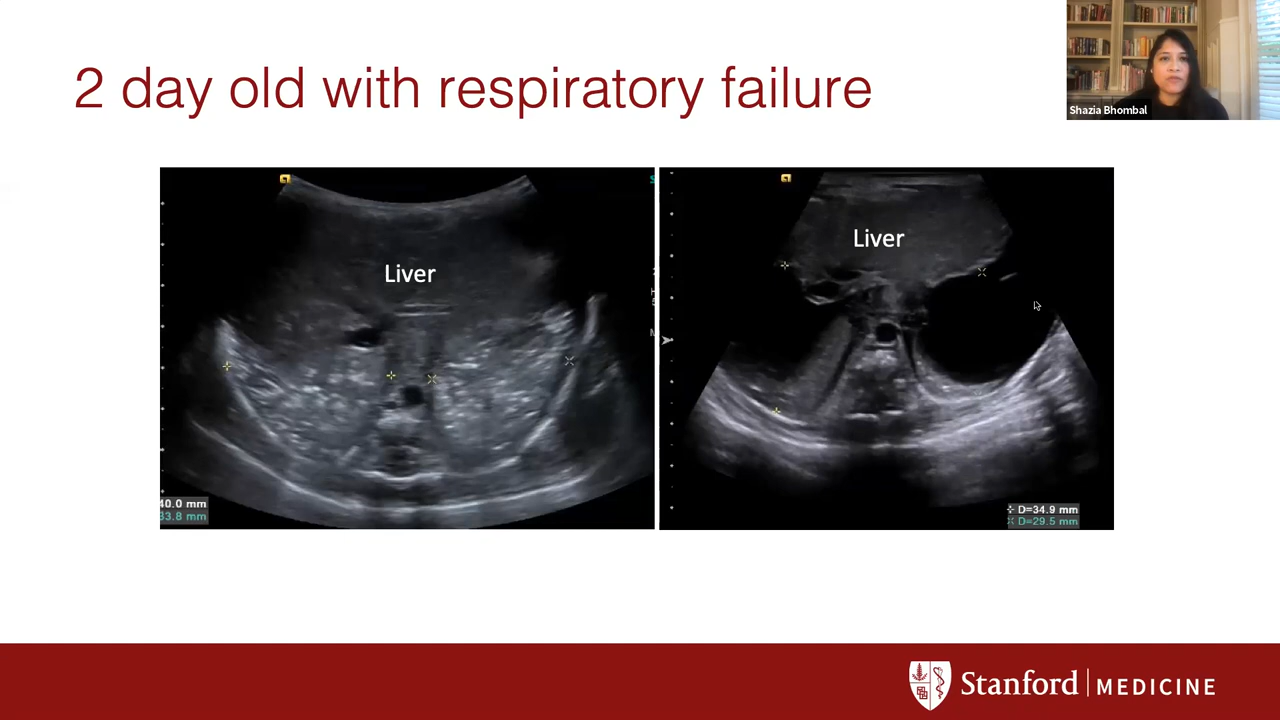 2 day old with respiratory failure
Shazia Bhombal
Liver
Liver
40.0 mm
33.8 mm
D=34.9 mm
D=29.5 mm
Stanford MEDICINE